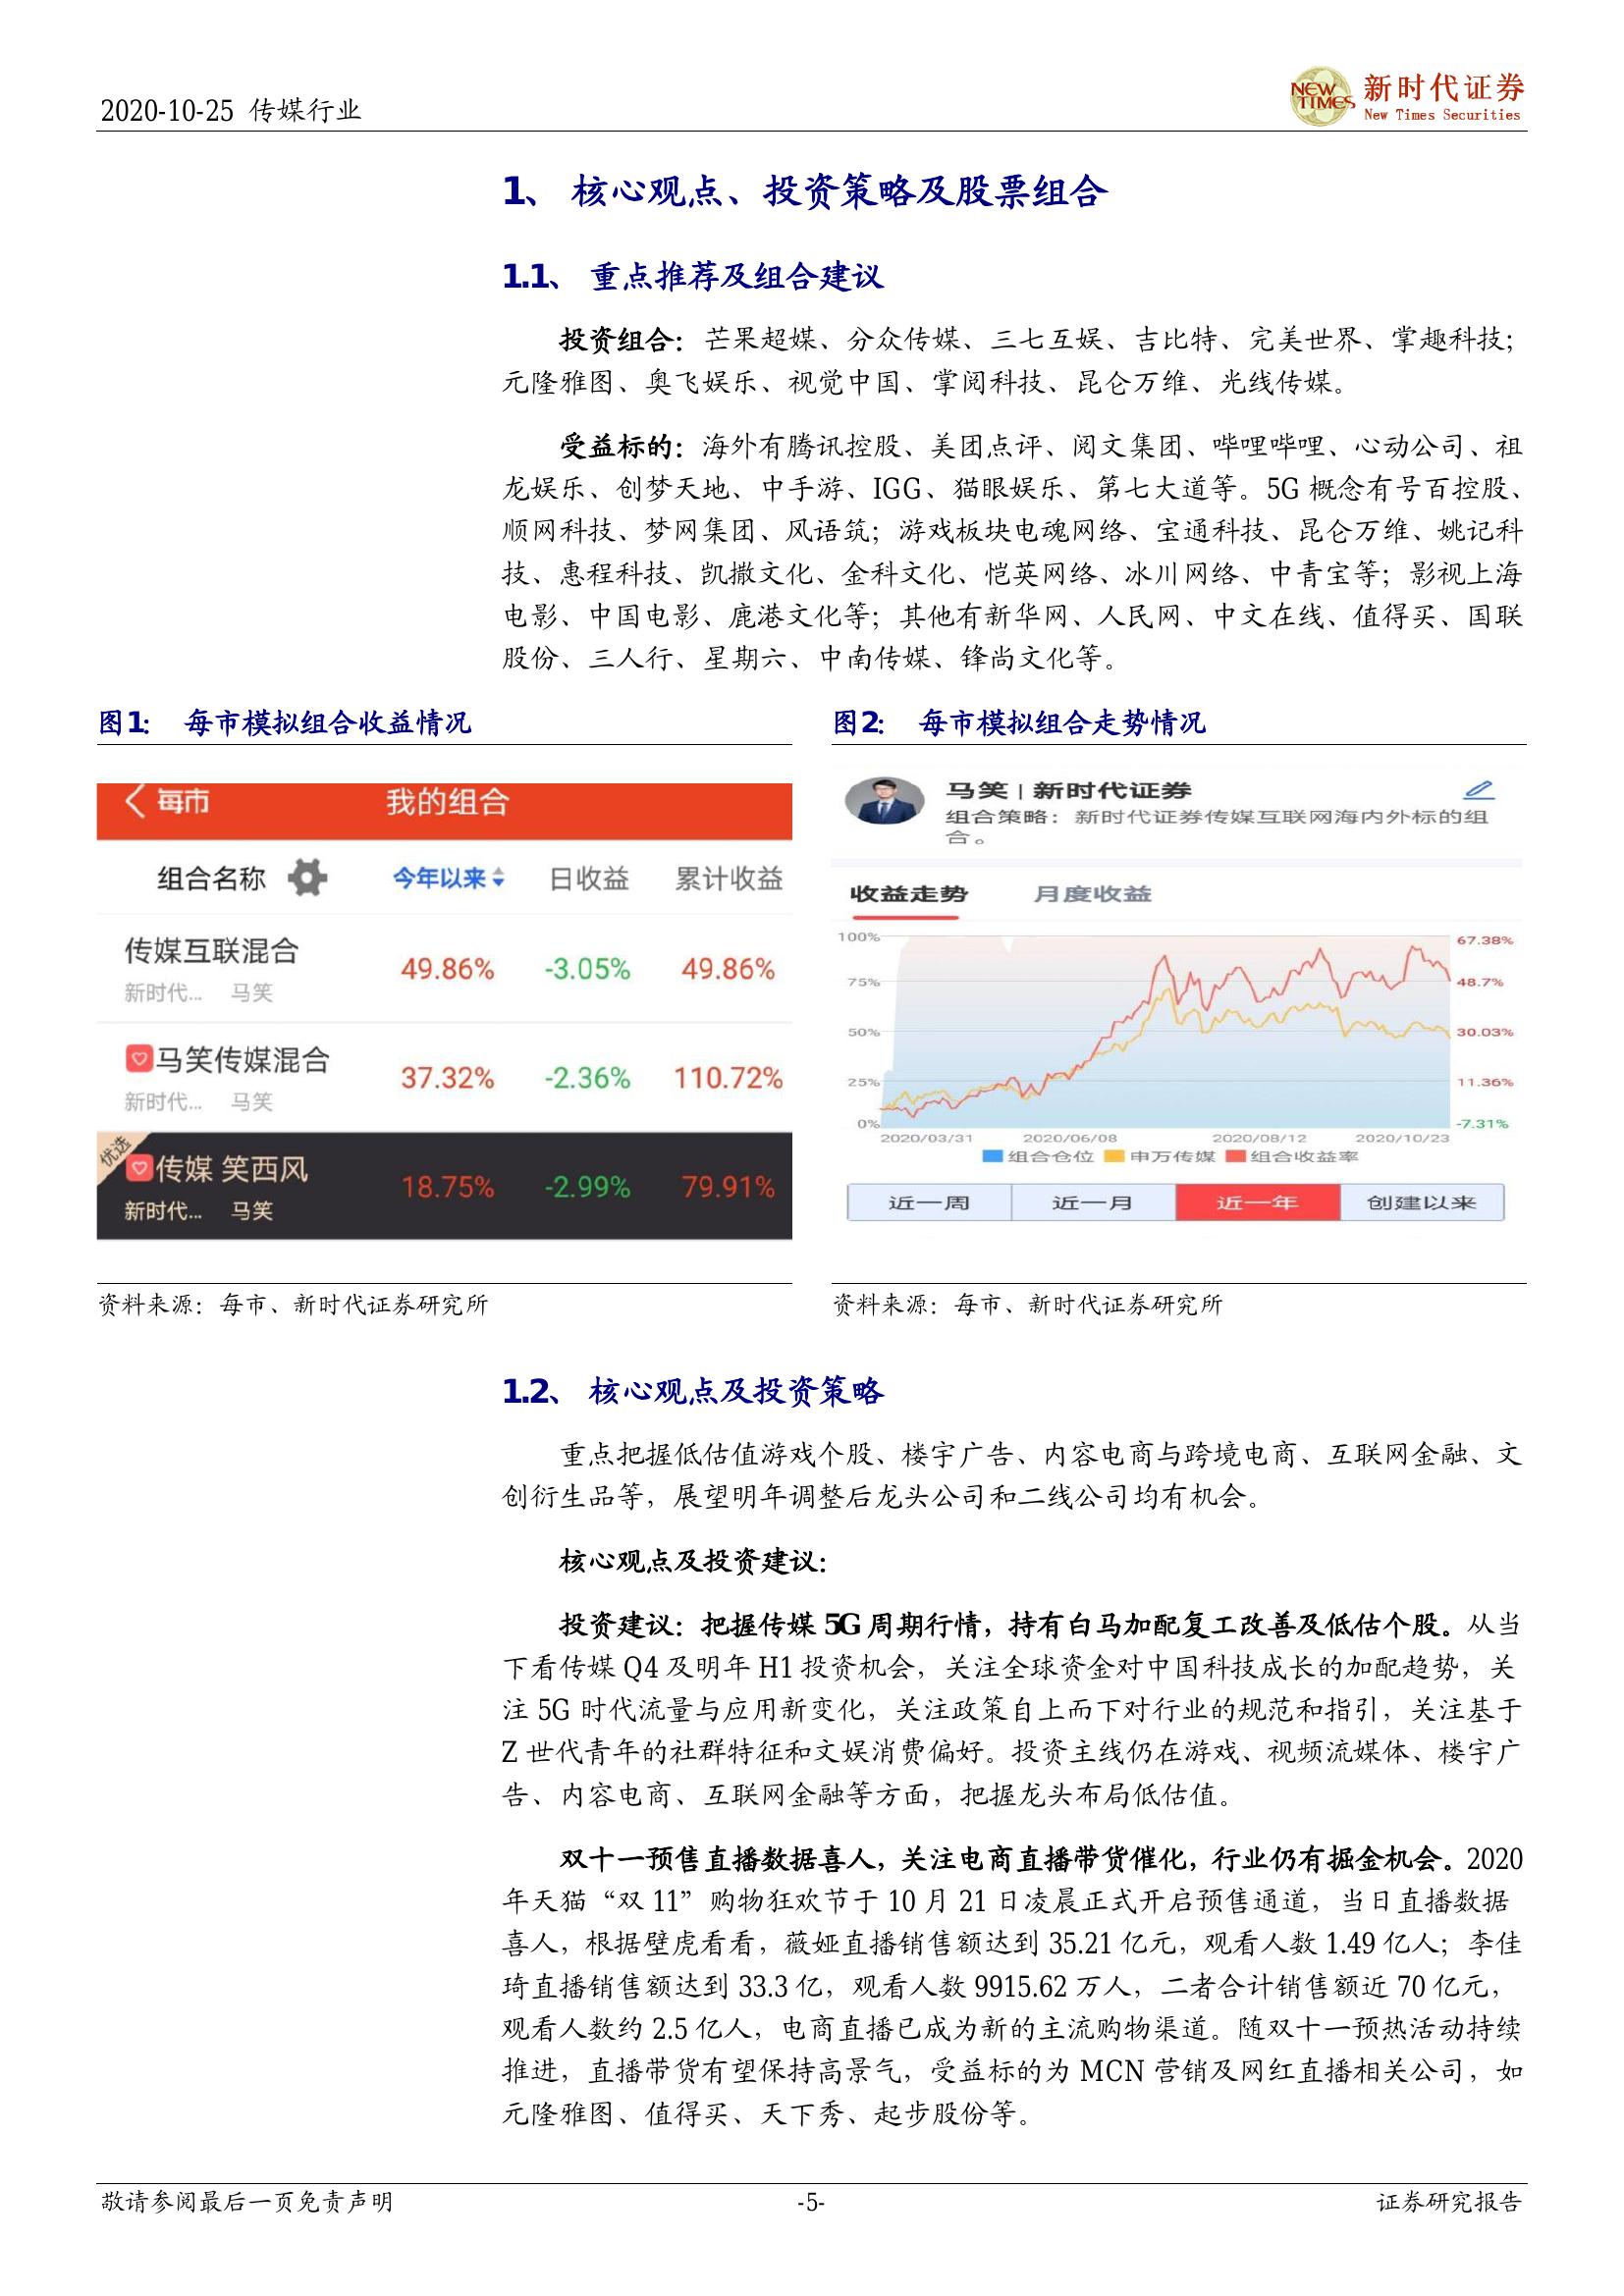 2020-10-25 传媒行业
NEW TIMES
新时代证券
New Times Securities
1、 核心观点、投资策略及股票组合
1.1、 重点推荐及组合建议
投资组合：芒果超媒、分众传媒、三七互娱、吉比特、完美世界、掌趣科技；
元隆雅图、奥飞娱乐、视觉中国、掌阅科技、昆仑万维、光线传媒。
受益标的：海外有腾讯控股、美团点评、阅文集团、哔哩哔哩、心动公司、祖
龙娱乐、创梦天地、中手游、IGG、猫眼娱乐、第七大道等。5G 概念有号百控股、
顺网科技、梦网集团、风语筑；游戏板块电魂网络、宝通科技、昆仑万维、姚记科
技、惠程科技、凯撒文化、金科文化、恺英网络、冰川网络、中青宝等；影视上海
电影、中国电影、鹿港文化等；其他有新华网、人民网、中文在线、值得买、国联
股份、三人行、星期六、中南传媒、锋尚文化等。
图1： 每市模拟组合收益情况
每市 我的组合
组合名称 今年以来 日收益 累计收益
传媒互联混合
49.86% -3.05% 49.86%
新时代... 马笑
马笑传媒混合
37.32% -2.36% 110.72%
新时代... 马笑
优选
传媒 笑西风
18.75% -2.99% 79.91%
新时代... 马笑
资料来源：每市、新时代证券研究所
图2： 每市模拟组合走势情况
马笑 | 新时代证券
组合策略：新时代证券传媒互联网海内外标的组
合。
收益走势 月度收益
100% 67.38%
75% 48.7%
50% 30.03%
25% 11.36%
0% -7.31%
2020/03/31 2020/06/08 2020/08/12 2020/10/23
组合仓位 申万传媒 组合收益率
近一周 近一月 近一年 创建以来
资料来源：每市、新时代证券研究所
1.2、 核心观点及投资策略
重点把握低估值游戏个股、楼宇广告、内容电商与跨境电商、互联网金融、文
创衍生品等，展望明年调整后龙头公司和二线公司均有机会。
核心观点及投资建议：
投资建议：把握传媒 5G 周期行情，持有白马加配复工改善及低估个股。从当
下看传媒 Q4 及明年 H1 投资机会，关注全球资金对中国科技成长的加配趋势，关
注 5G 时代流量与应用新变化，关注政策自上而下对行业的规范和指引，关注基于
Z 世代青年的社群特征和文娱消费偏好。投资主线仍在游戏、视频流媒体、楼宇广
告、内容电商、互联网金融等方面，把握龙头布局低估值。
双十一预售直播数据喜人，关注电商直播带货催化，行业仍有掘金机会。2020
年天猫“双 11”购物狂欢节于 10 月 21 日凌晨正式开启预售通道，当日直播数据
喜人，根据壁虎看看，薇娅直播销售额达到 35.21 亿元，观看人数 1.49 亿人；李佳
琦直播销售额达到 33.3 亿，观看人数 9915.62 万人，二者合计销售额近 70 亿元，
观看人数约 2.5 亿人，电商直播已成为新的主流购物渠道。随双十一预热活动持续
推进，直播带货有望保持高景气，受益标的为 MCN 营销及网红直播相关公司，如
元隆雅图、值得买、天下秀、起步股份等。
敬请参阅最后一页免责声明 -5- 证券研究报告